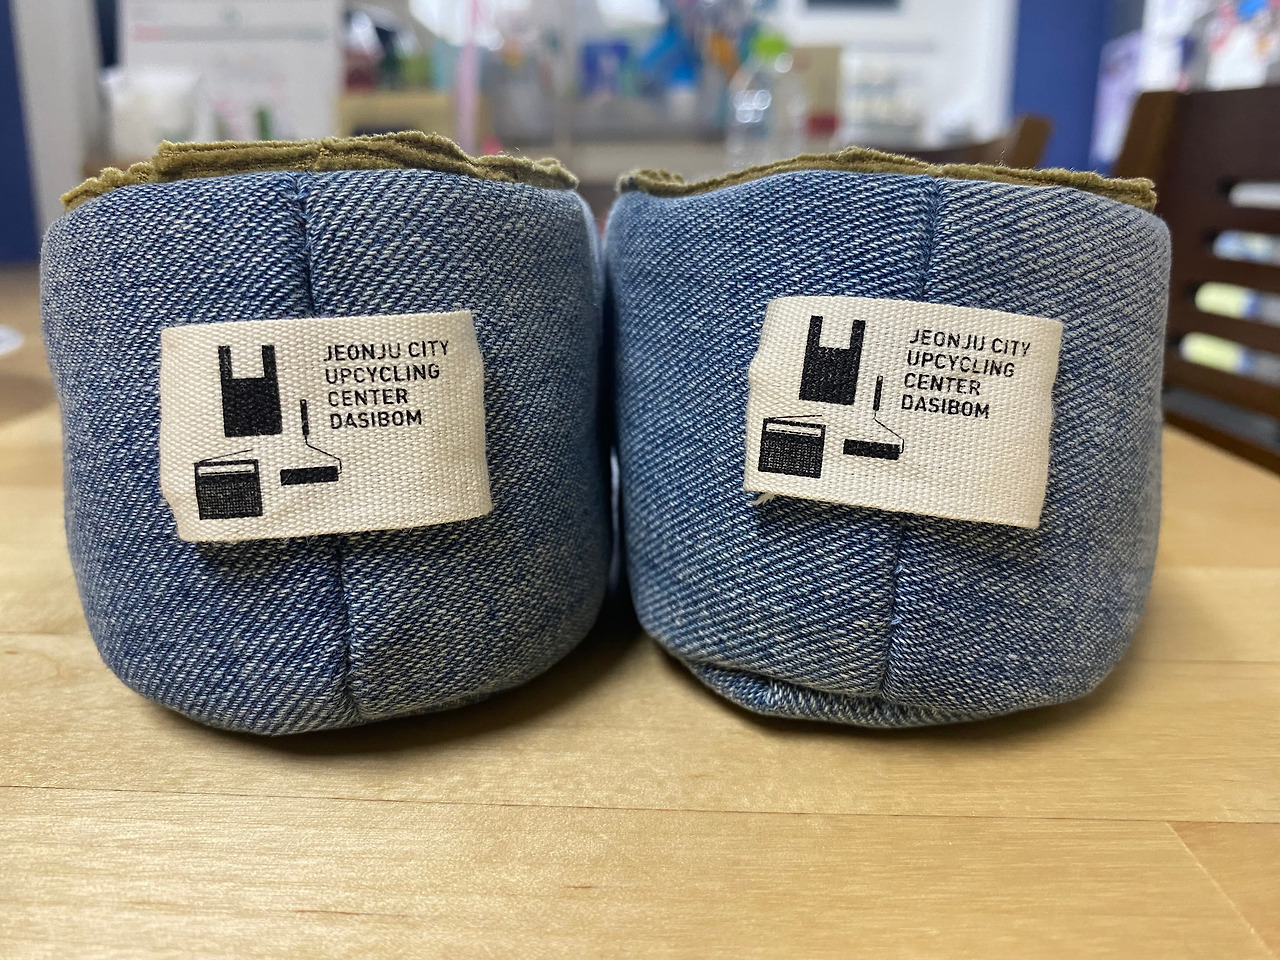 JEONJU CITY
UPCYCLING
CENTER
DASIBOM
JEONJU CITY
UPCYCLING
CENTER
DASIBOM